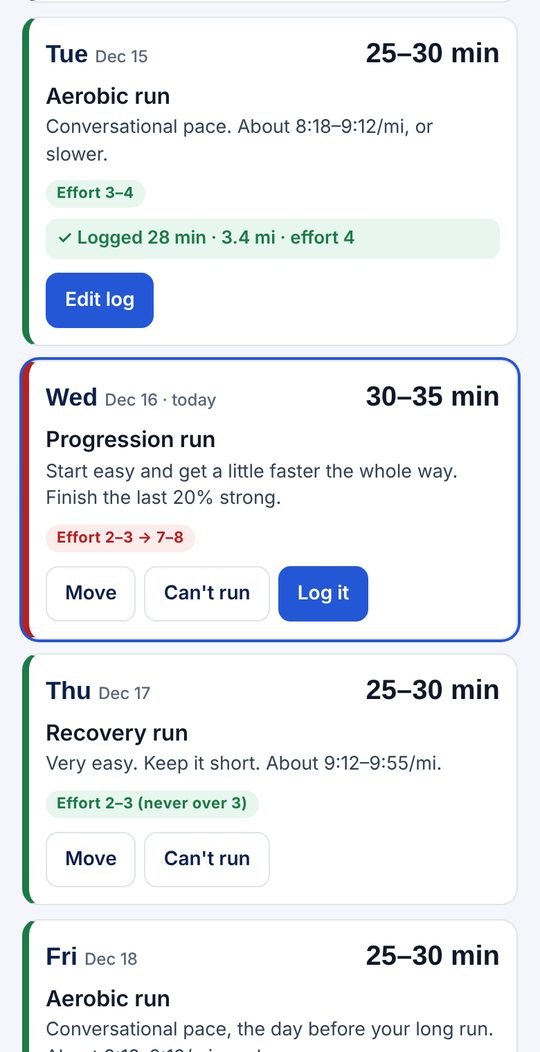 Tue Dec 15 25–30 min
Aerobic run
Conversational pace. About 8:18–9:12/mi, or
slower.
Effort 3–4
✓ Logged 28 min · 3.4 mi · effort 4
Edit log
Wed Dec 16 · today 30–35 min
Progression run
Start easy and get a little faster the whole way.
Finish the last 20% strong.
Effort 2–3 → 7–8
Move Can't run Log it
Thu Dec 17 25–30 min
Recovery run
Very easy. Keep it short. About 9:12–9:55/mi.
Effort 2–3 (never over 3)
Move Can't run
Fri Dec 18 25–30 min
Aerobic run
Conversational pace, the day before your long run.